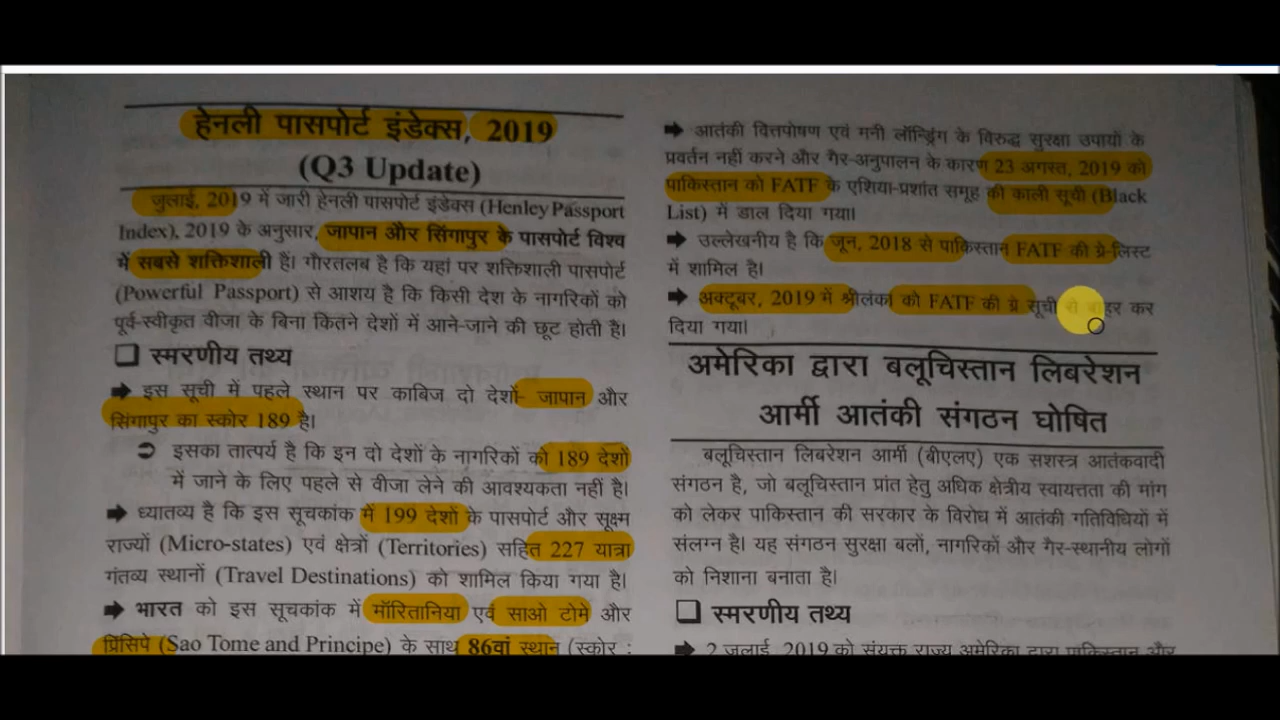 हेनली पासपोर्ट इंडेक्स, 2019
(Q3 Update)
जुलाई, 2019 में जारी हेनली पासपोर्ट इंडेक्स (Henley Passport
Index), 2019 के अनुसार, जापान और सिंगापुर के पासपोर्ट विश्व
में सबसे शक्तिशाली हैं। गौरतलब है कि यहां पर शक्तिशाली पासपोर्ट
(Powerful Passport) से आशय है कि किसी देश के नागरिकों को
पूर्व-स्वीकृत वीजा के बिना कितने देशों में आने-जाने की छूट होती है।
❑ स्मरणीय तथ्य
➡ इस सूची में पहले स्थान पर काबिज दो देशों- जापान और
सिंगापुर का स्कोर 189 है।
➲ इसका तात्पर्य है कि इन दो देशों के नागरिकों को 189 देशों
में जाने के लिए पहले से वीजा लेने की आवश्यकता नहीं है।
➡ ध्यातव्य है कि इस सूचकांक में 199 देशों के पासपोर्ट और सूक्ष्म
राज्यों (Micro-states) एवं क्षेत्रों (Territories) सहित 227 यात्रा
गंतव्य स्थानों (Travel Destinations) को शामिल किया गया है।
➡ भारत को इस सूचकांक में मॉरितानिया एवं साओ टोमे और
प्रिंसिपे (Sao Tome and Principe) के साथ 86वां स्थान (स्कोर :
➡ आतंकी वित्तपोषण एवं मनी लॉन्ड्रिंग के विरुद्ध सुरक्षा उपायों के
प्रवर्तन नहीं करने और गैर-अनुपालन के कारण 23 अगस्त, 2019 को
पाकिस्तान को FATF के एशिया-प्रशांत समूह की काली सूची (Black
List) में डाल दिया गया।
➡ उल्लेखनीय है कि जून, 2018 से पाकिस्तान FATF की ग्रे-लिस्ट
में शामिल है।
➡ अक्टूबर, 2019 में श्रीलंका को FATF की ग्रे सूची से बाहर कर
दिया गया।
अमेरिका द्वारा बलूचिस्तान लिबरेशन
आर्मी आतंकी संगठन घोषित
बलूचिस्तान लिबरेशन आर्मी (बीएलए) एक सशस्त्र आतंकवादी
संगठन है, जो बलूचिस्तान प्रांत हेतु अधिक क्षेत्रीय स्वायत्तता की मांग
को लेकर पाकिस्तान की सरकार के विरोध में आतंकी गतिविधियों में
संलग्न है। यह संगठन सुरक्षा बलों, नागरिकों और गैर-स्थानीय लोगों
को निशाना बनाता है।
❑ स्मरणीय तथ्य
➡ 2 जुलाई, 2019 को संयुक्त राज्य अमेरिका द्वारा पाकिस्तान और